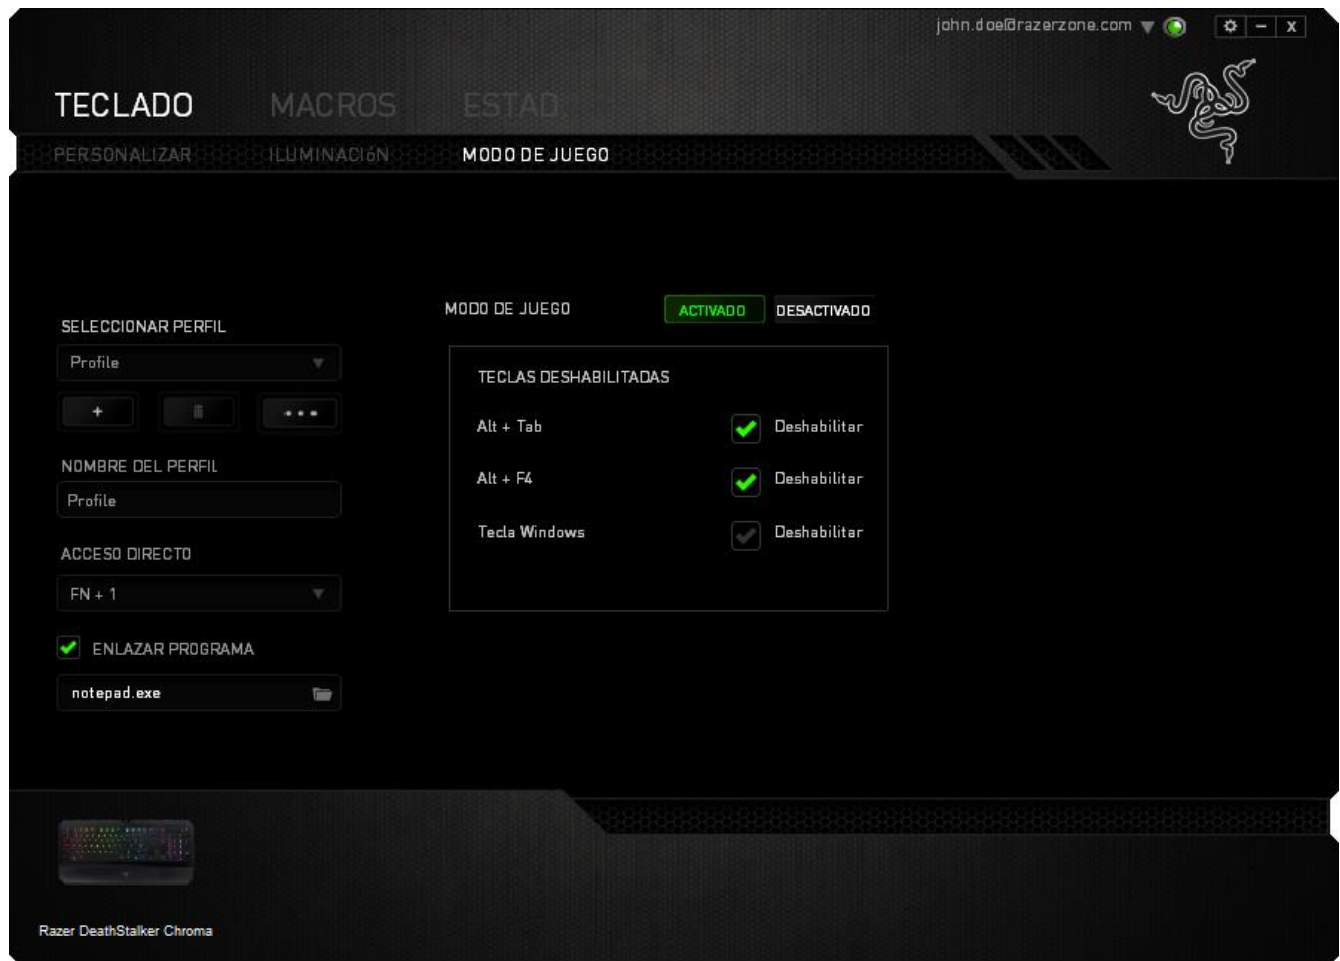 john.doe@razerzone.com
TECLADO MACROS ESTAD
PERSONALIZAR ILUMINACIÓN MODO DE JUEGO
MODO DE JUEGO ACTIVADO DESACTIVADO
SELECCIONAR PERFIL
Profile
+ •••
NOMBRE DEL PERFIL
Profile
ACCESO DIRECTO
FN + 1
ENLAZAR PROGRAMA
notepad.exe
TECLAS DESHABILITADAS
Alt + Tab Deshabilitar
Alt + F4 Deshabilitar
Tecla Windows Deshabilitar
Razer DeathStalker Chroma